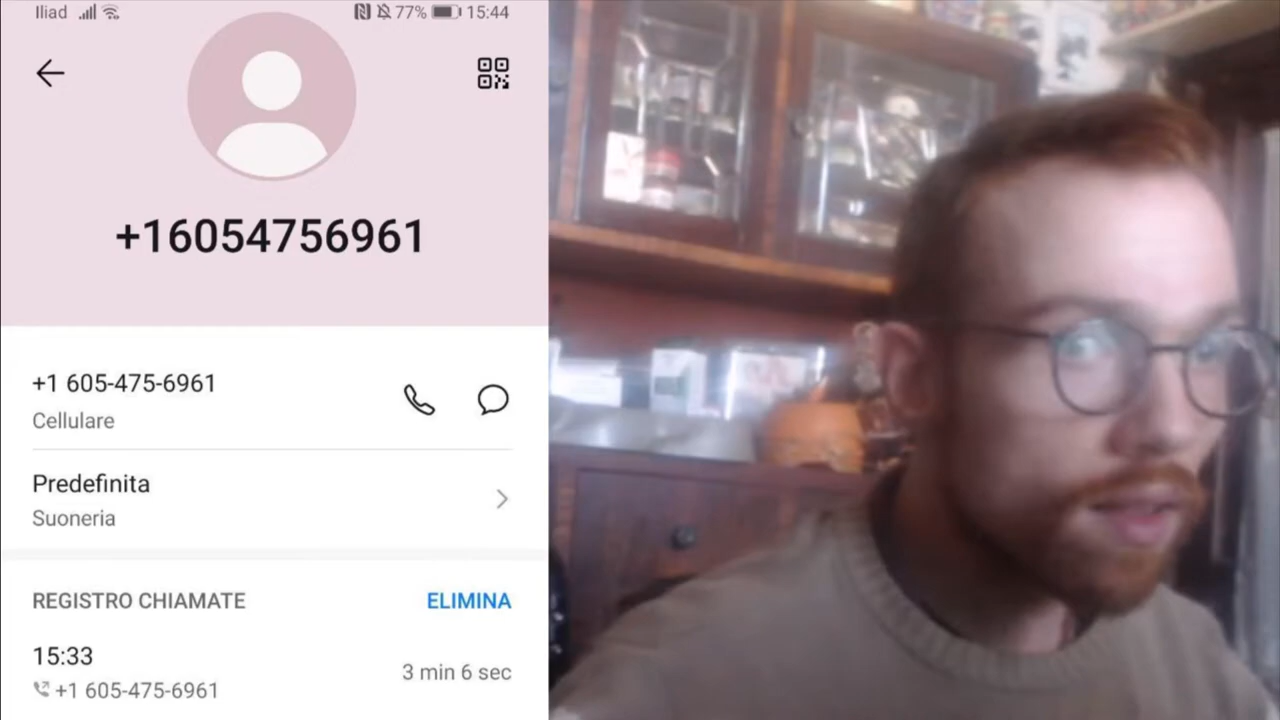 Iliad 77% 15:44
+16054756961
+1 605-475-6961
Cellulare
Predefinita
Suoneria
REGISTRO CHIAMATE ELIMINA
15:33
3 min 6 sec
+1 605-475-6961